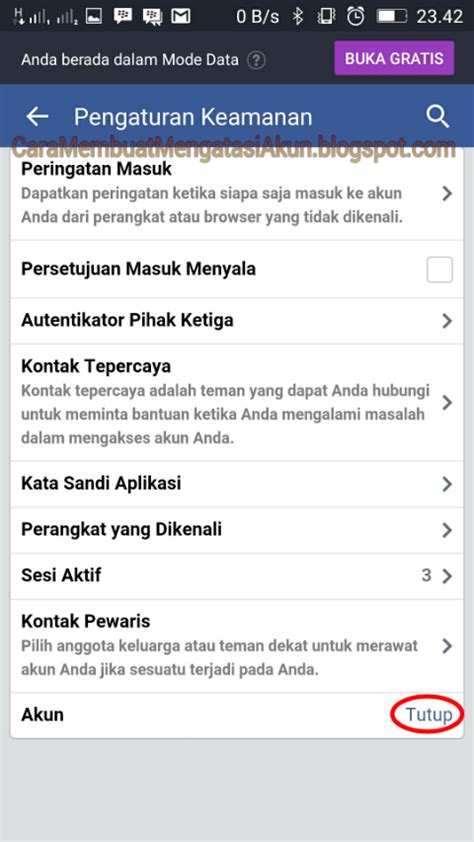 0 B/s 23.42
Anda berada dalam Mode Data ? BUKA GRATIS
Pengaturan Keamanan
CaraMembuatMengatasiAkun.blogspot.com
Peringatan Masuk
Dapatkan peringatan ketika siapa saja masuk ke akun
Anda dari perangkat atau browser yang tidak dikenali.
Persetujuan Masuk Menyala
Autentikator Pihak Ketiga
Kontak Tepercaya
Kontak tepercaya adalah teman yang dapat Anda hubungi
untuk meminta bantuan ketika Anda mengalami masalah
dalam mengakses akun Anda.
Kata Sandi Aplikasi
Perangkat yang Dikenali
Sesi Aktif 3
Kontak Pewaris
Pilih anggota keluarga atau teman dekat untuk merawat
akun Anda jika sesuatu terjadi pada Anda.
Akun Tutup